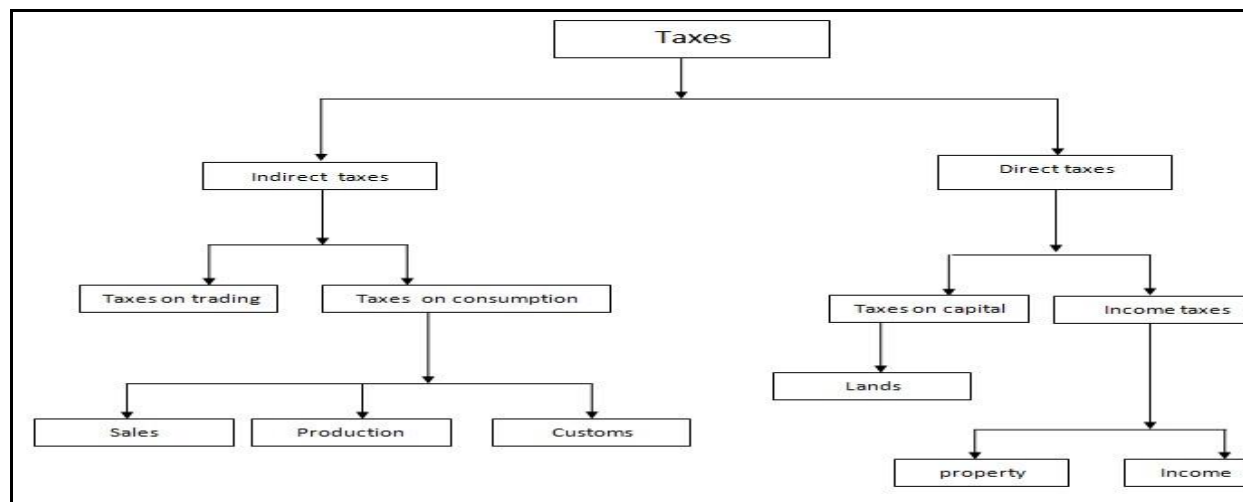 Taxes
Indirect taxes
Direct taxes
Taxes on trading
Taxes on consumption
Taxes on capital
Income taxes
Lands
Sales
Production
Customs
property
Income